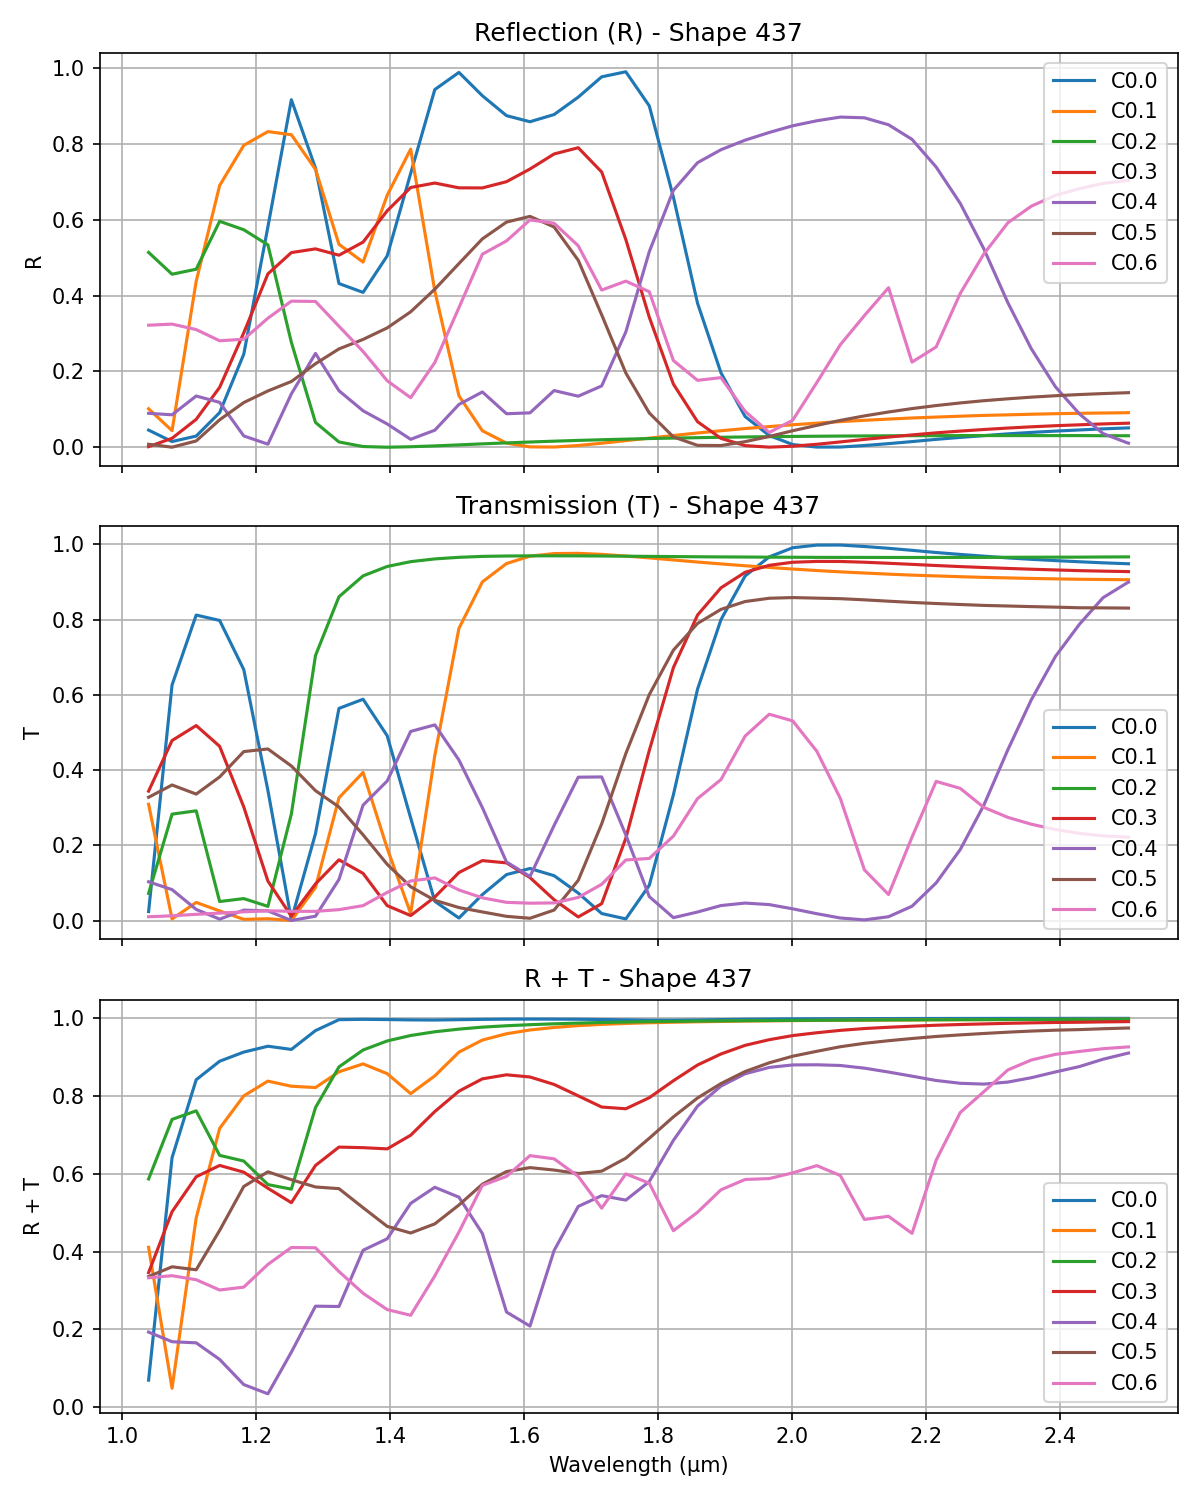 Reflection (R) - Shape 437
1.0
0.8
0.6
0.4
0.2
0.0
R
C0.0
C0.1
C0.2
C0.3
C0.4
C0.5
C0.6
Transmission (T) - Shape 437
1.0
0.8
0.6
0.4
0.2
0.0
T
C0.0
C0.1
C0.2
C0.3
C0.4
C0.5
C0.6
R + T - Shape 437
1.0
0.8
0.6
0.4
0.2
0.0
R + T
C0.0
C0.1
C0.2
C0.3
C0.4
C0.5
C0.6
1.0 1.2 1.4 1.6 1.8 2.0 2.2 2.4
Wavelength (μm)